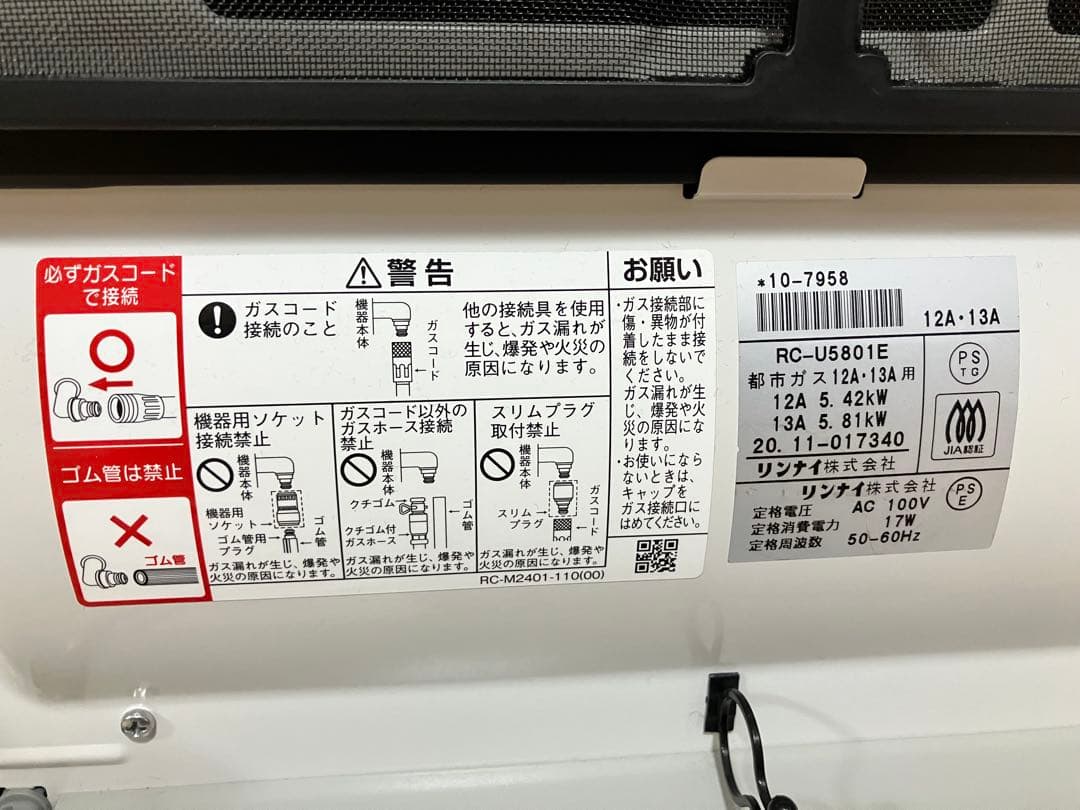 必ずガスコード
で接続
ゴム管は禁止
ゴム管
警告
ガスコード
接続のこと
機器本体
ガスコード
他の接続具を使用
すると、ガス漏れが
生じ、爆発や火災の
原因になります。
機器用ソケット
接続禁止
機器本体
機器用
ソケット
ゴム管用
プラグ
ゴム管
ガス漏れが生じ、爆発や
火災の原因になります。
ガスコード以外の
ガスホース接続
禁止
機器本体
クチゴム
クチゴム付
ガスホース
ゴム管
ガス漏れが生じ、爆発や
火災の原因になります。
スリムプラグ
取付禁止
機器本体
スリム
プラグ
ガスコード
ガス漏れが生じ、爆発や
火災の原因になります。
RC-M2401-110(00)
お願い
・ガス接続部に
傷・異物が付
着したまま接
続をしないで
ください。
ガス漏れが生
じ、爆発や火
災の原因にな
ります。
・お使いになら
ないときは、
キャップを
ガス接続口に
はめてください。
*10-7958
12A・13A
RC-U5801E
都市ガス12A・13A用
12A 5.42kW
13A 5.81kW
20.11-017340
リンナイ株式会社
PS
TG
JIA認証
リンナイ株式会社
定格電圧 AC 100V
定格消費電力 17W
定格周波数 50-60Hz
PS
E